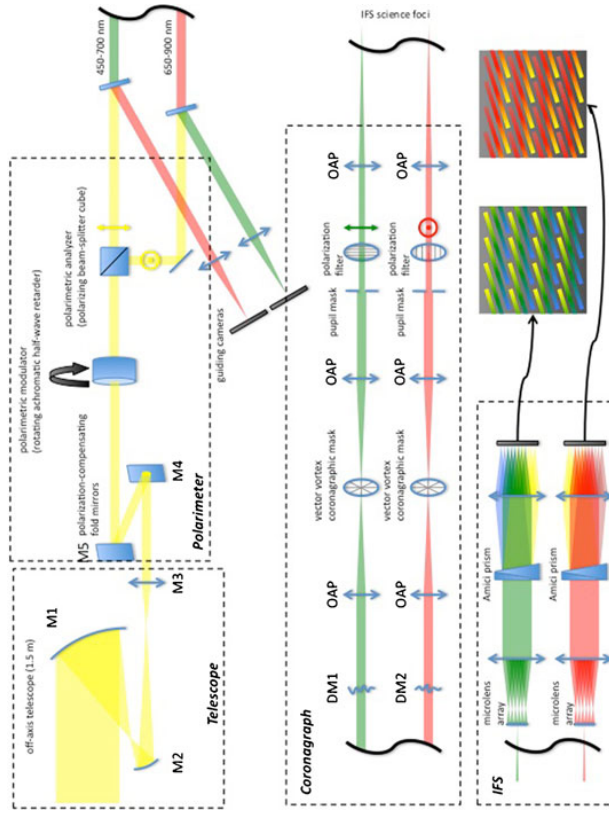 off-axis telescope (1.5 m)
M1
M2
M3
Telescope
M5
polarization-compensating
fold mirrors
M4
Polarimeter
polarimetric modulator
(rotating achromatic half-wave retarder)
polarimetric analyzer
(polarizing beam-splitter cube)
450-700 nm
650-900 nm
guiding cameras
DM1
OAP
vector vortex
coronagraphic mask
OAP
pupil mask
polarization
filter
OAP
IFS science foci
DM2
OAP
vector vortex
coronagraphic mask
OAP
pupil mask
polarization
filter
OAP
Coronagraph
microlens
array
Amici prism
microlens
array
Amici prism
IFS